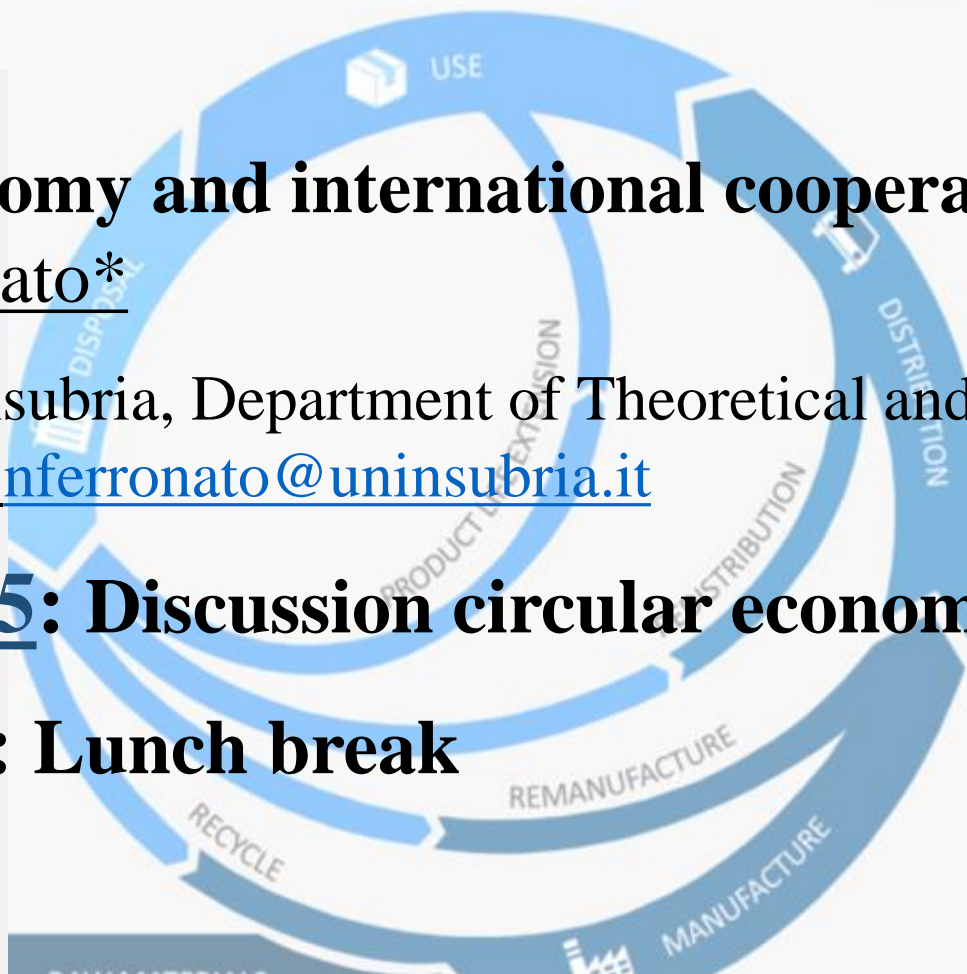 USE
omy and international coopera
ato*
DISPOSAL
DISTRIBUTION
subria, Department of Theoretical and
nferronato@uninsubria.it
PRODUCT LIFE EXTENSION
REDISTRIBUTION
5: Discussion circular econom
: Lunch break
REMANUFACTURE
RECYCLE
MANUFACTURE